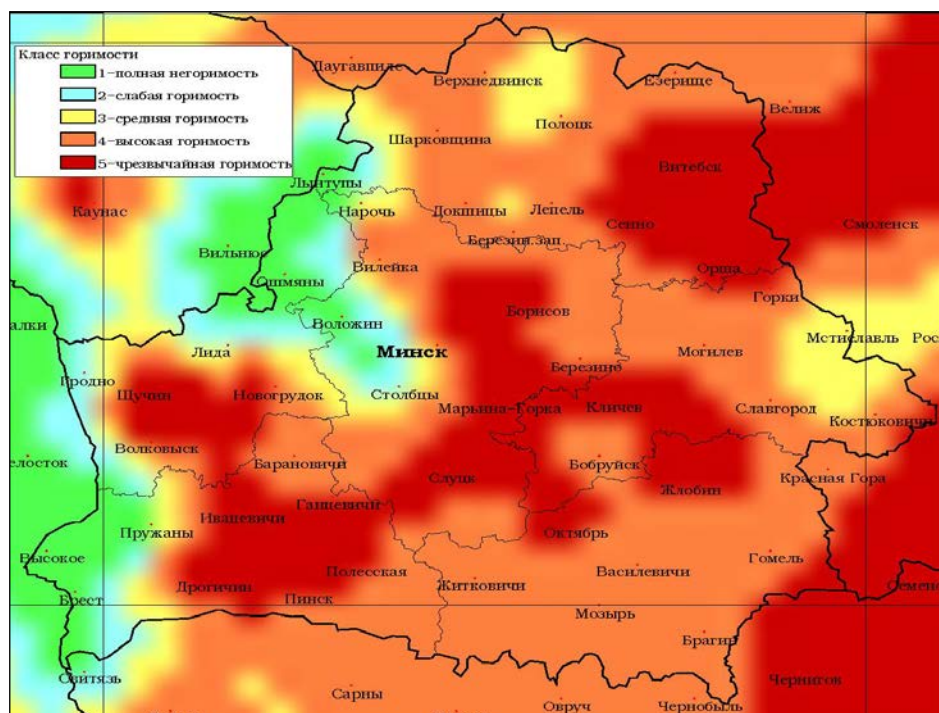 Класс горимости
1-полная негоримость
2-слабая горимость
3-средняя горимость
4-высокая горимость
5-чрезвычайная горимость
Даугавпилс
Верхнедвинск
Езерище
Велиж
Полоцк
Шарковщина
Витебск
Лынтупы
Каунас
Нарочь
Докшицы
Лепель
Сенно
Смоленск
Березин.зап
Вильнюс
Вилейка
Орша
Ошмяны
Горки
Борисов
Воложин
алки
Мстиславль
Рос
Лида
Минск
Могилев
Березино
Гродно
Щучин
Новогрудок
Столбцы
Марьина-Горка
Кличев
Славгород
Костюковичи
Волковыск
Барановичи
Бобруйск
елосток
Слуцк
Жлобин
Красная Гора
Ивацевичи
Ганцевичи
Пружаны
Октябрь
Высокое
Гомель
Полесская
Василевичи
Дрогичин
Житковичи
Семено
Брест
Пинск
Мозырь
Брагин
Свитязь
Чернигов
Сарны
Овруч
Чернобыль